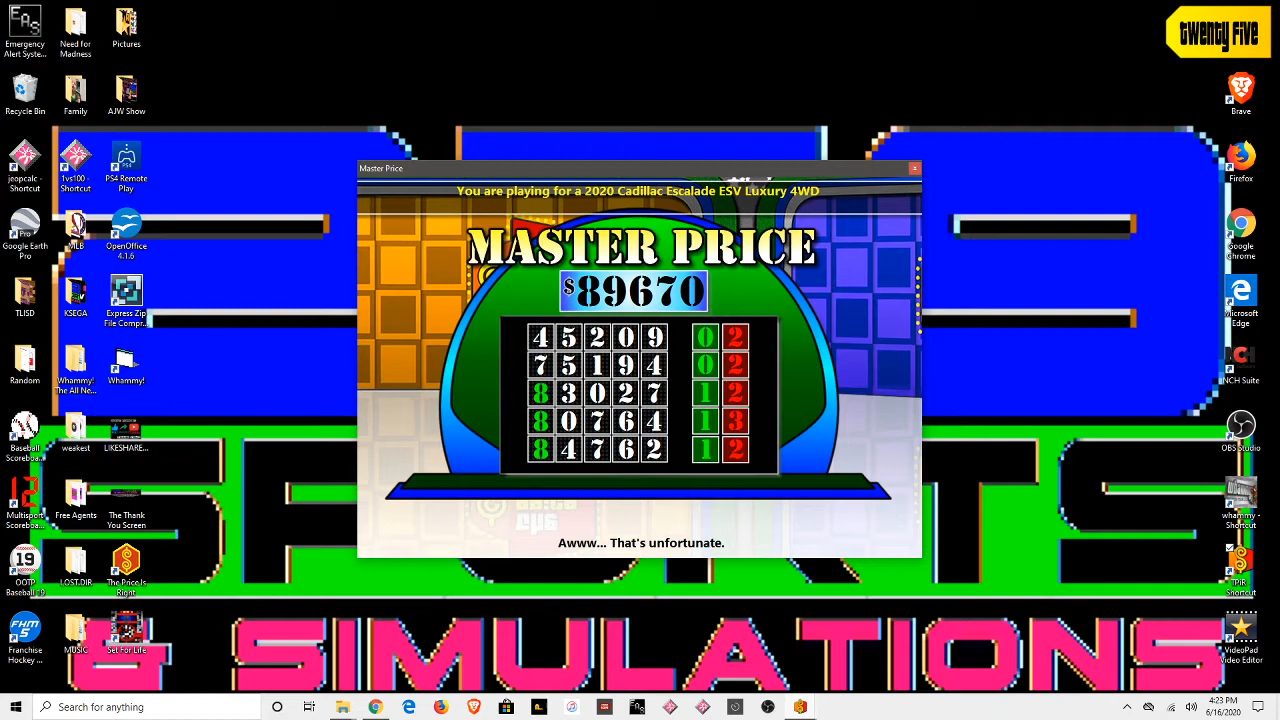 Emergency
Alert Syste...
Need for
Madness
Pictures
Recycle Bin
Family
AJW Show
jeopcalc -
Shortcut
1vs100 -
Shortcut
PS4 Remote
Play
Google Earth
Pro
MLB
OpenOffice
4.1.6
TLISD
KSEGA
Express Zip
File Compr...
Random
Whammy!
The All Ne...
Whammy!
Baseball
Scoreboa...
weakest
LIKESHARE...
Multisport
Scoreboa...
Free Agents
The Thank
You Screen
OOTP
Baseball 19
LOST.DIR
The Price Is
Right
Franchise
Hockey ...
MUSIC
Set For Life
EAS
12
19
FHM
5
twenty five
Brave
Firefox
Google
Chrome
Microsoft
Edge
NCH Suite
OBS Studio
whammy -
Shortcut
TPiR
Shortcut
VideoPad
Video Editor
Master Price
You are playing for a 2020 Cadillac Escalade ESV Luxury 4WD
MASTER PRICE
$89670
4 5 2 0 9 0 2
7 5 1 9 4 0 2
8 3 0 2 7 1 2
8 0 7 6 4 1 3
8 4 7 6 2 1 2
Awww... That's unfortunate.
SPORTS
& SIMULATIONS
Search for anything
4:23 PM
6/16/2020